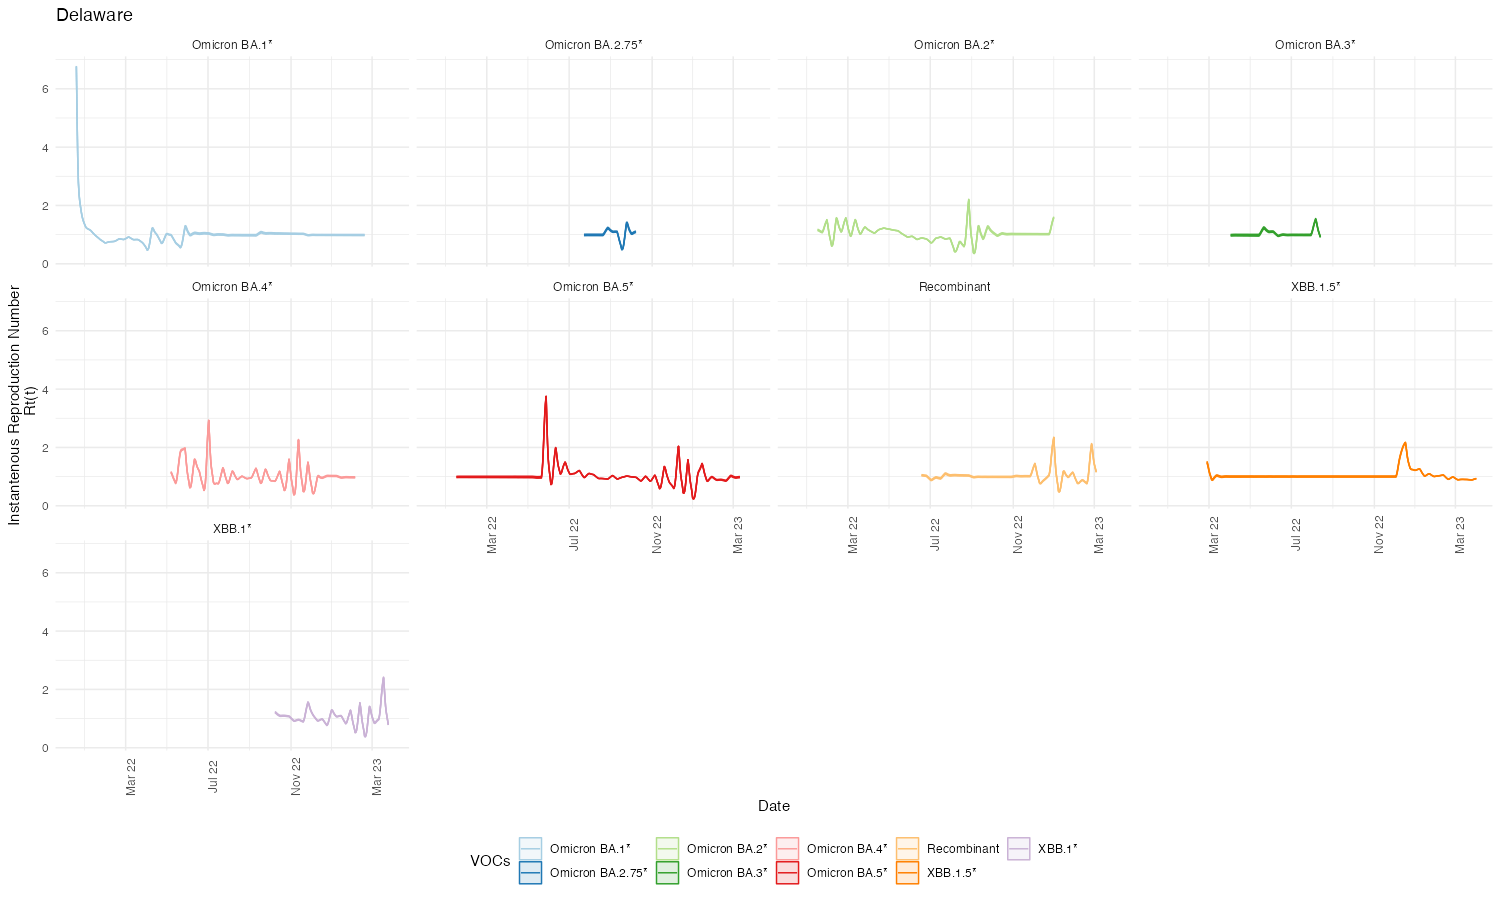 Delaware
Omicron BA.1*
Omicron BA.2.75*
Omicron BA.2*
Omicron BA.3*
6
4
2
0
Omicron BA.4*
Omicron BA.5*
Recombinant
XBB.1.5*
6
4
2
0
Mar 22
Jul 22
Nov 22
Mar 23
Mar 22
Jul 22
Nov 22
Mar 23
Mar 22
Jul 22
Nov 22
Mar 23
XBB.1*
6
4
2
0
Mar 22
Jul 22
Nov 22
Mar 23
Instantenous Reproduction Number
Rt(t)
Date
VOCs
Omicron BA.1*
Omicron BA.2*
Omicron BA.4*
Recombinant
XBB.1*
Omicron BA.2.75*
Omicron BA.3*
Omicron BA.5*
XBB.1.5*